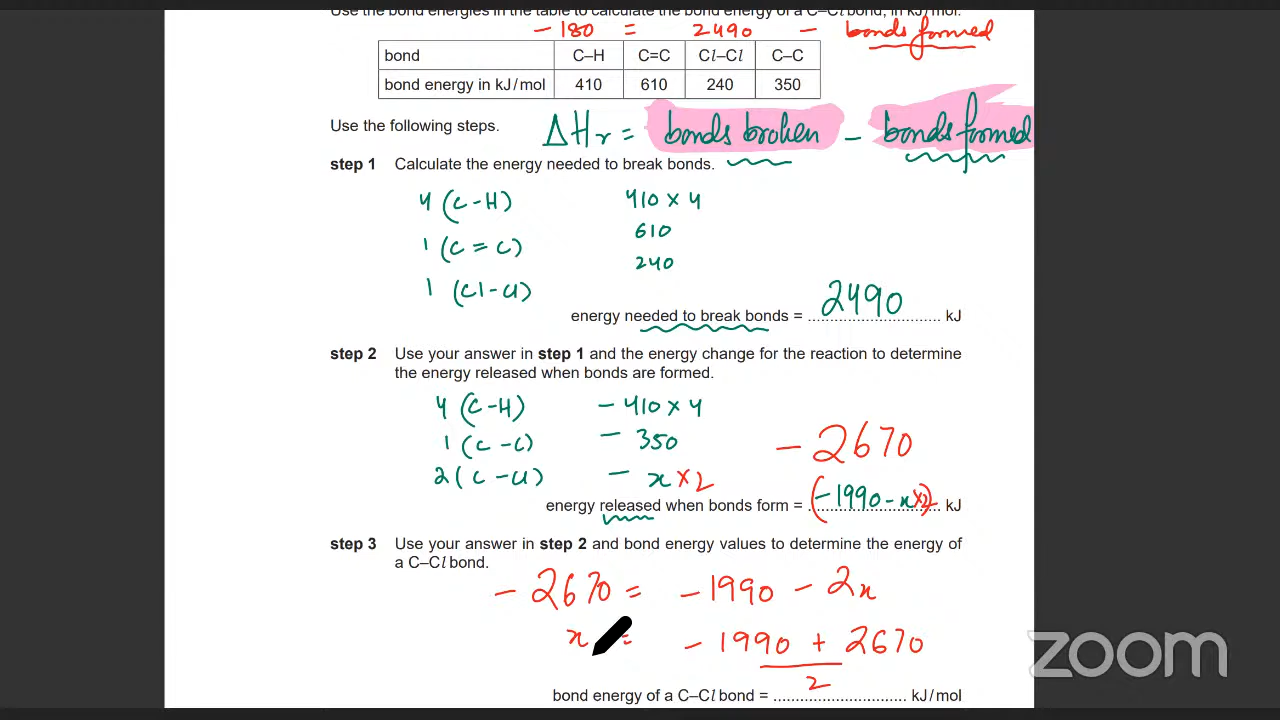 Use the bond energies in the table to calculate the bond energy of a C–Cl bond, in kJ/mol.
– 180 = 2490 – bonds formed
bond C–H C=C Cl–Cl C–C
bond energy in kJ/mol 410 610 240 350
Use the following steps. ΔHr = bonds broken – bonds formed
step 1 Calculate the energy needed to break bonds.
4 (C–H) 410 × 4
1 (C = C) 610
240
1 (Cl–Cl)
energy needed to break bonds = 2490 kJ
step 2 Use your answer in step 1 and the energy change for the reaction to determine
the energy released when bonds are formed.
4 (C–H) – 410 × 4
1 (C–C) – 350 – 2670
2 (C–Cl) – x × 2
energy released when bonds form = (–1990 – x × 2) kJ
step 3 Use your answer in step 2 and bond energy values to determine the energy of
a C–Cl bond.
– 2670 = – 1990 – 2x
x = – 1990 + 2670
2
bond energy of a C–Cl bond = ............................... kJ/mol
zoom